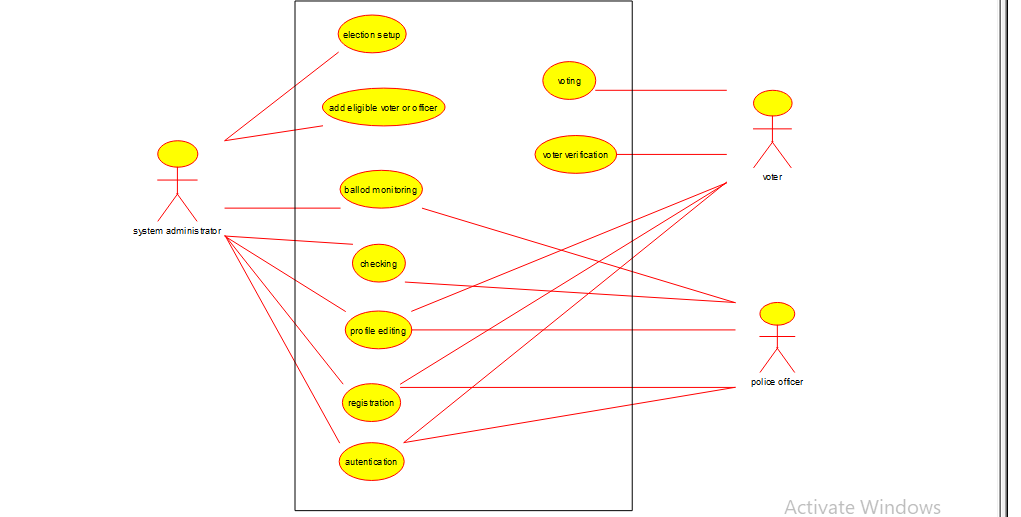 election setup
voting
add eligible voter or officer
voter verification
voter
ballod monitoring
system administrator
checking
profile editing
police officer
registration
autentication
Activate Windows